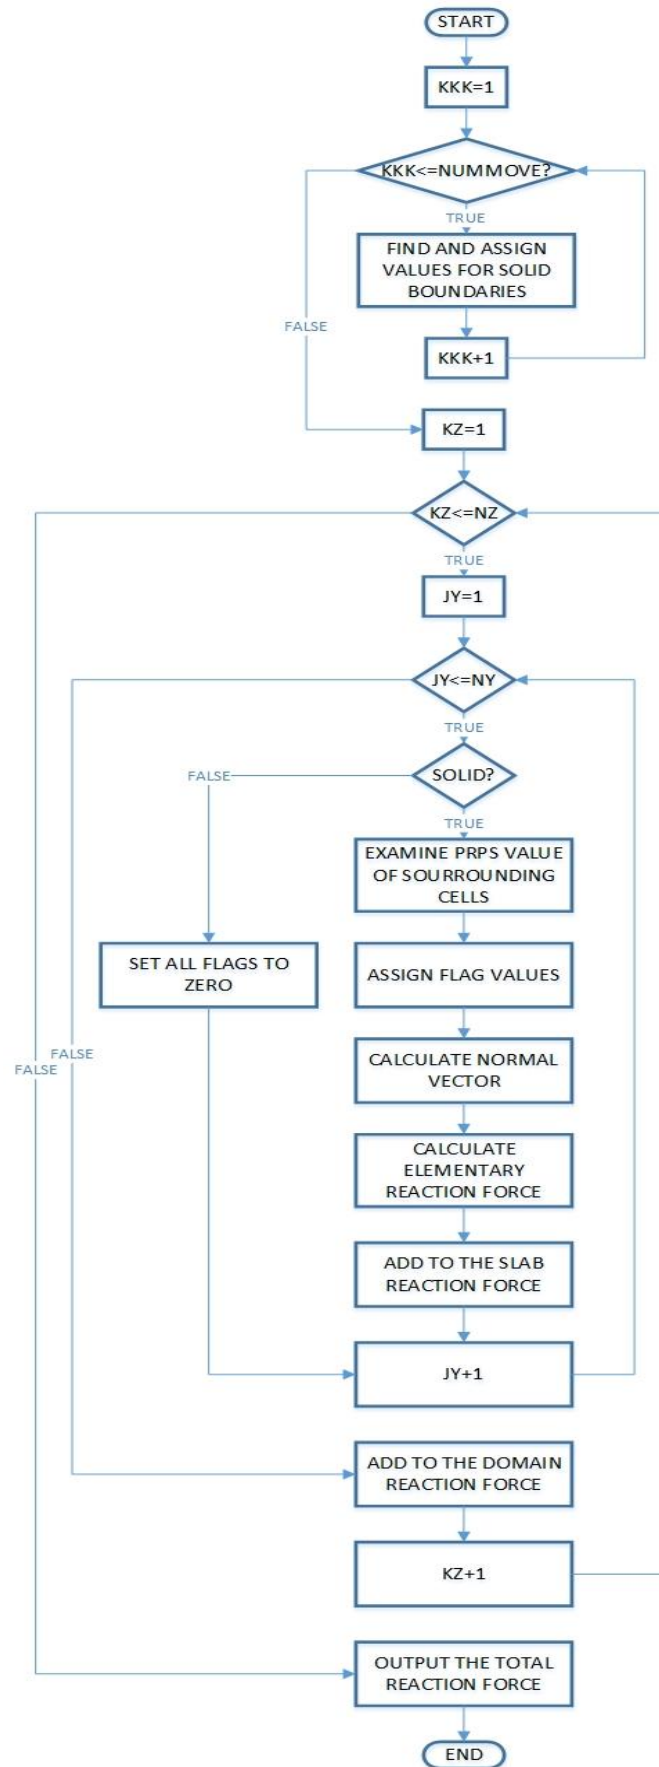 START
KKK=1
KKK<=NUMMOVE?
TRUE
FIND AND ASSIGN
VALUES FOR SOLID
BOUNDARIES
FALSE
KKK+1
KZ=1
KZ<=NZ
TRUE
JY=1
JY<=NY
TRUE
SOLID?
FALSE
TRUE
EXAMINE PRPS VALUE
OF SOURROUNDING
CELLS
SET ALL FLAGS TO
ZERO
ASSIGN FLAG VALUES
FALSE
FALSE
CALCULATE NORMAL
VECTOR
CALCULATE
ELEMENTARY
REACTION FORCE
ADD TO THE SLAB
REACTION FORCE
JY+1
ADD TO THE DOMAIN
REACTION FORCE
KZ+1
OUTPUT THE TOTAL
REACTION FORCE
END